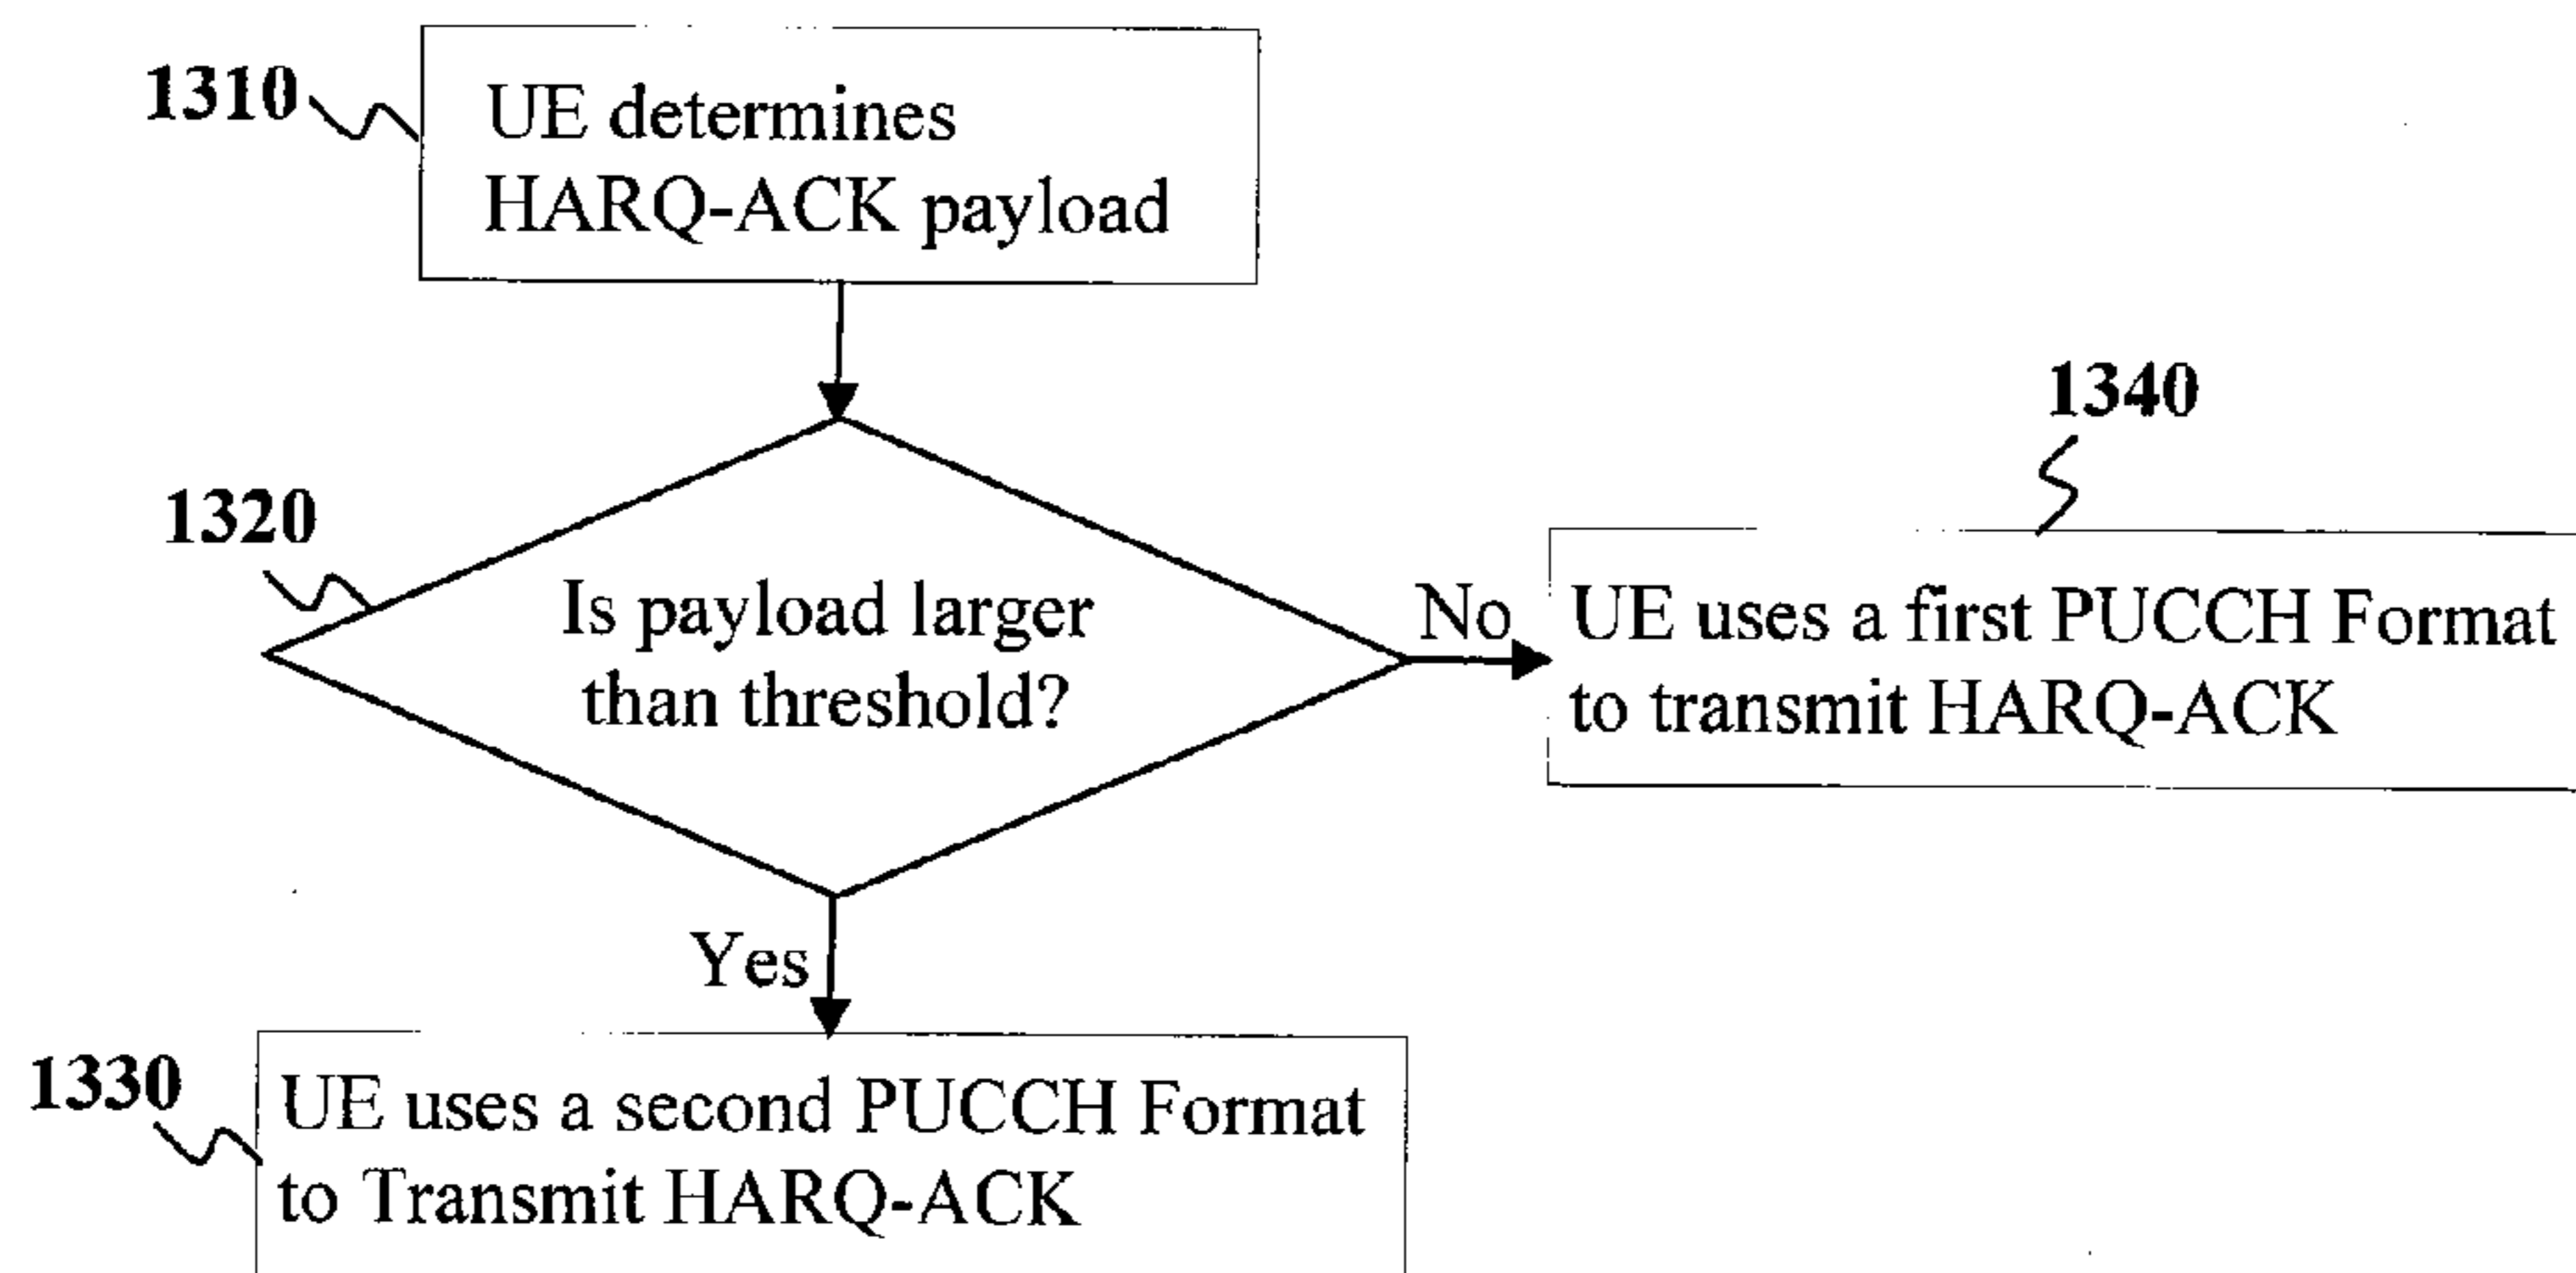 1310
UE determines
HARQ-ACK payload
1340
1320
Is payload larger
than threshold?
No
UE uses a first PUCCH Format
to transmit HARQ-ACK
Yes
1330
UE uses a second PUCCH Format
to Transmit HARQ-ACK